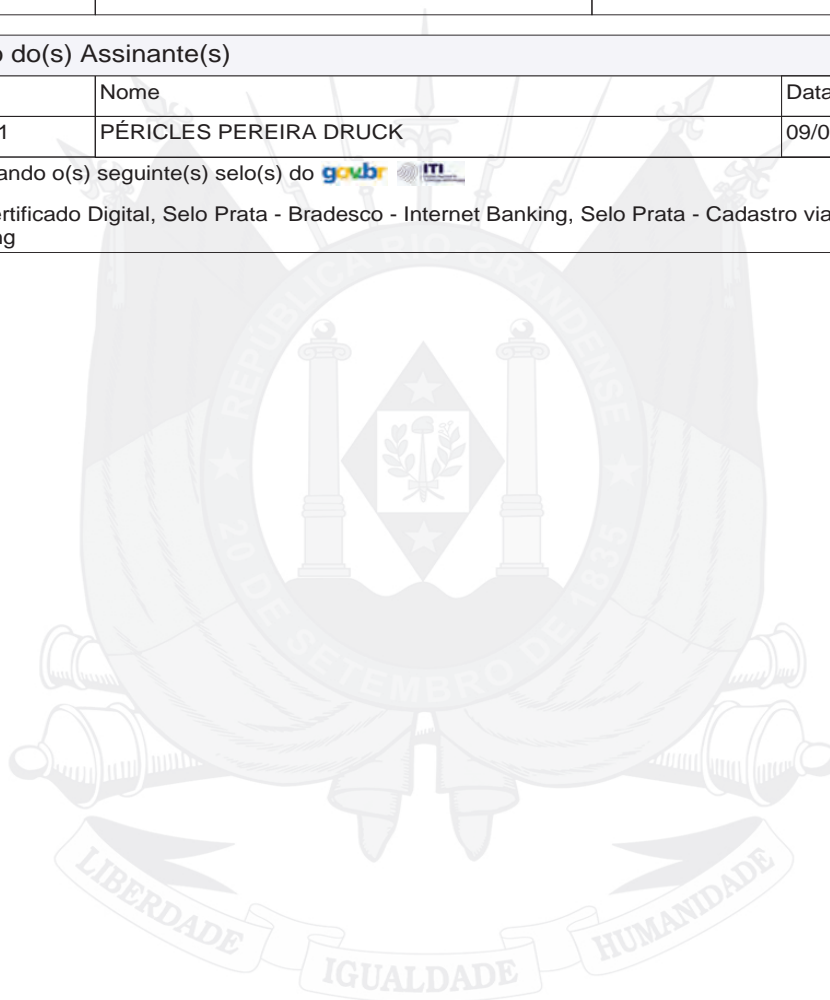 o do(s) Assinante(s)
Nome
Data
1
PÉRICLES PEREIRA DRUCK
09/0
ando o(s) seguinte(s) selo(s) do gov.br ITI
ertificado Digital, Selo Prata - Bradesco - Internet Banking, Selo Prata - Cadastro via
ng
REPÚBLICA RIO GRANDENSE
20 DE SETEMBRO DE 1835
LIBERDADE
IGUALDADE
HUMANIDADE